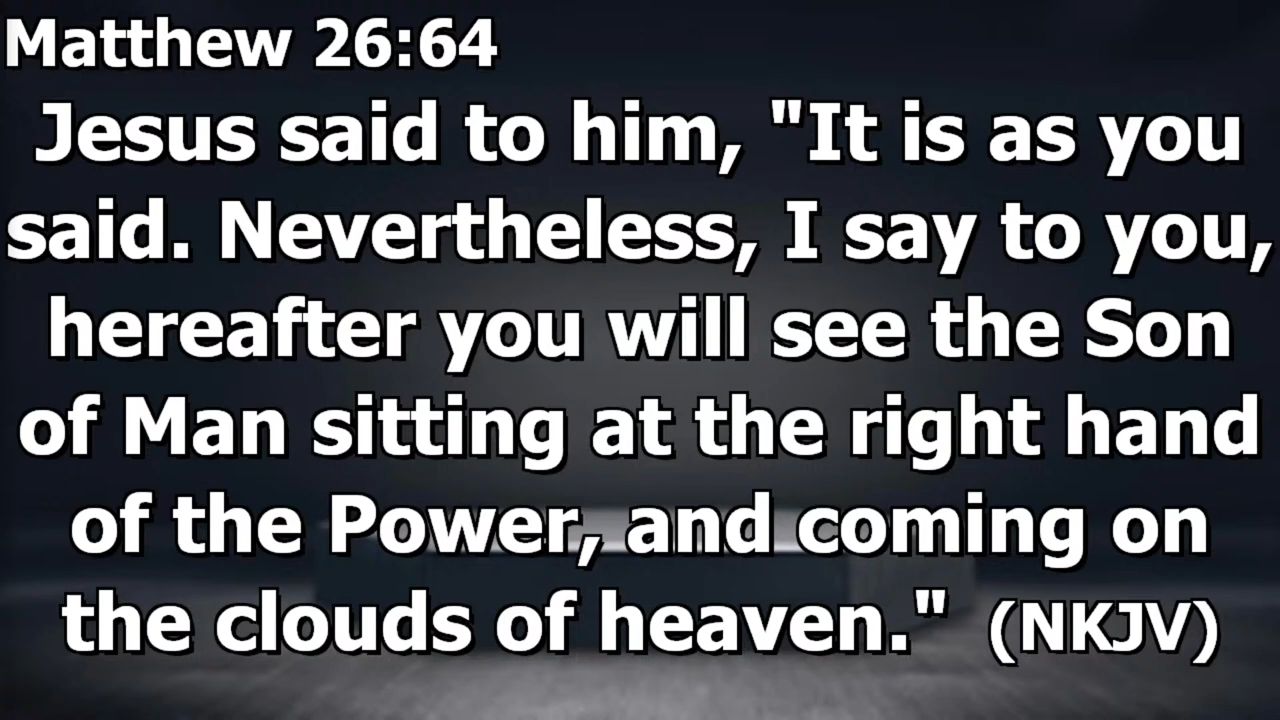 Matthew 26:64
Jesus said to him, "It is as you
said. Nevertheless, I say to you,
hereafter you will see the Son
of Man sitting at the right hand
of the Power, and coming on
the clouds of heaven." (NKJV)